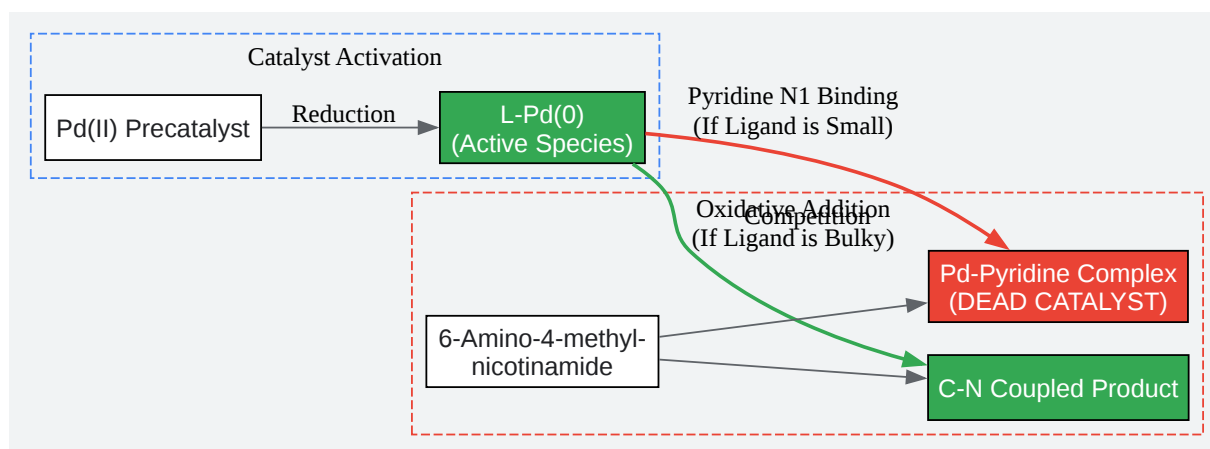 Catalyst Activation
Pd(II) Precatalyst
Reduction
L-Pd(0)
(Active Species)
Pyridine N1 Binding
(If Ligand is Small)
Competition
Oxidative Addition
(If Ligand is Bulky)
Pd-Pyridine Complex
(DEAD CATALYST)
6-Amino-4-methyl-
nicotinamide
C-N Coupled Product